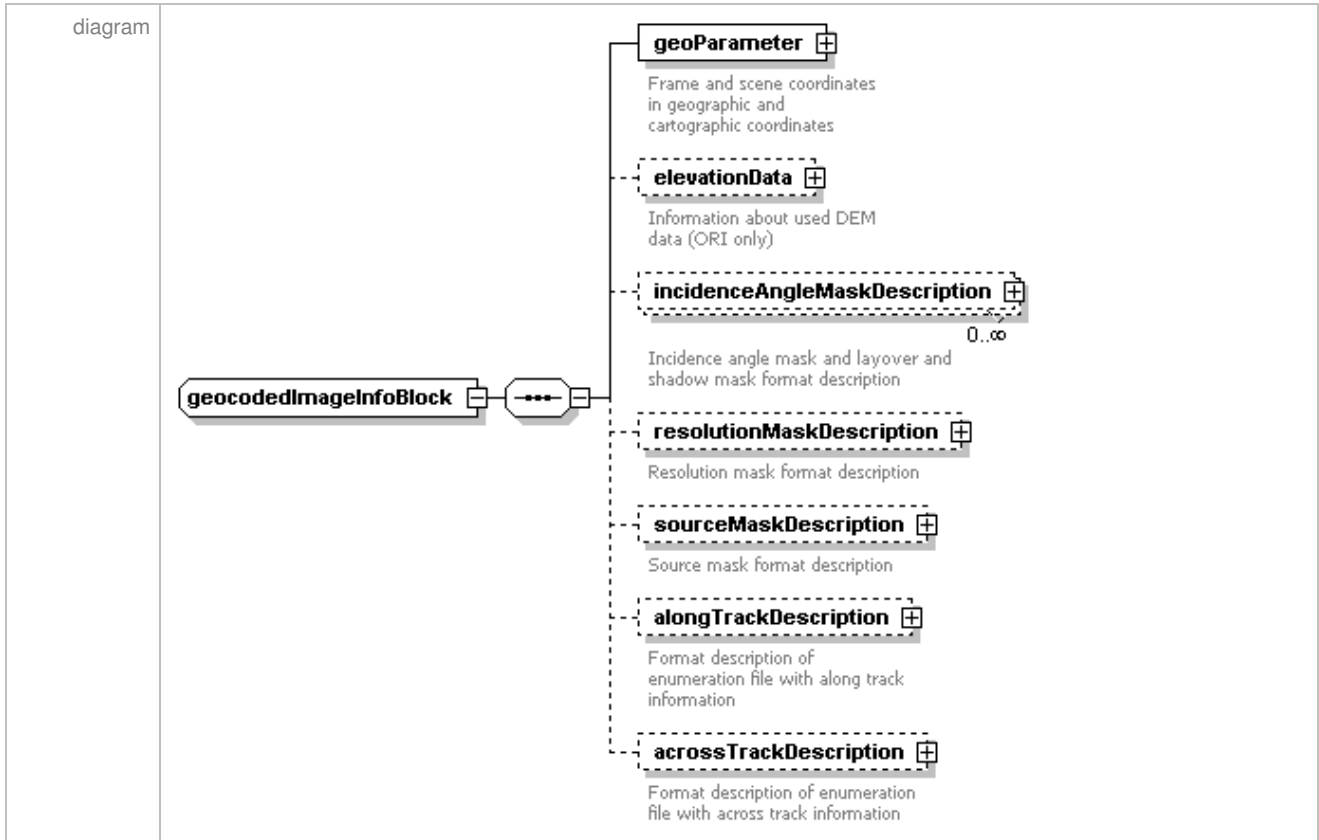 diagram
geoParameter
Frame and scene coordinates
in geographic and
cartographic coordinates
elevationData
Information about used DEM
data (ORI only)
incidenceAngleMaskDescription
0..∞
Incidence angle mask and layover and
shadow mask format description
geocodedImageInfoBlock
resolutionMaskDescription
Resolution mask format description
sourceMaskDescription
Source mask format description
alongTrackDescription
Format description of
enumeration file with along track
information
acrossTrackDescription
Format description of enumeration
file with across track information